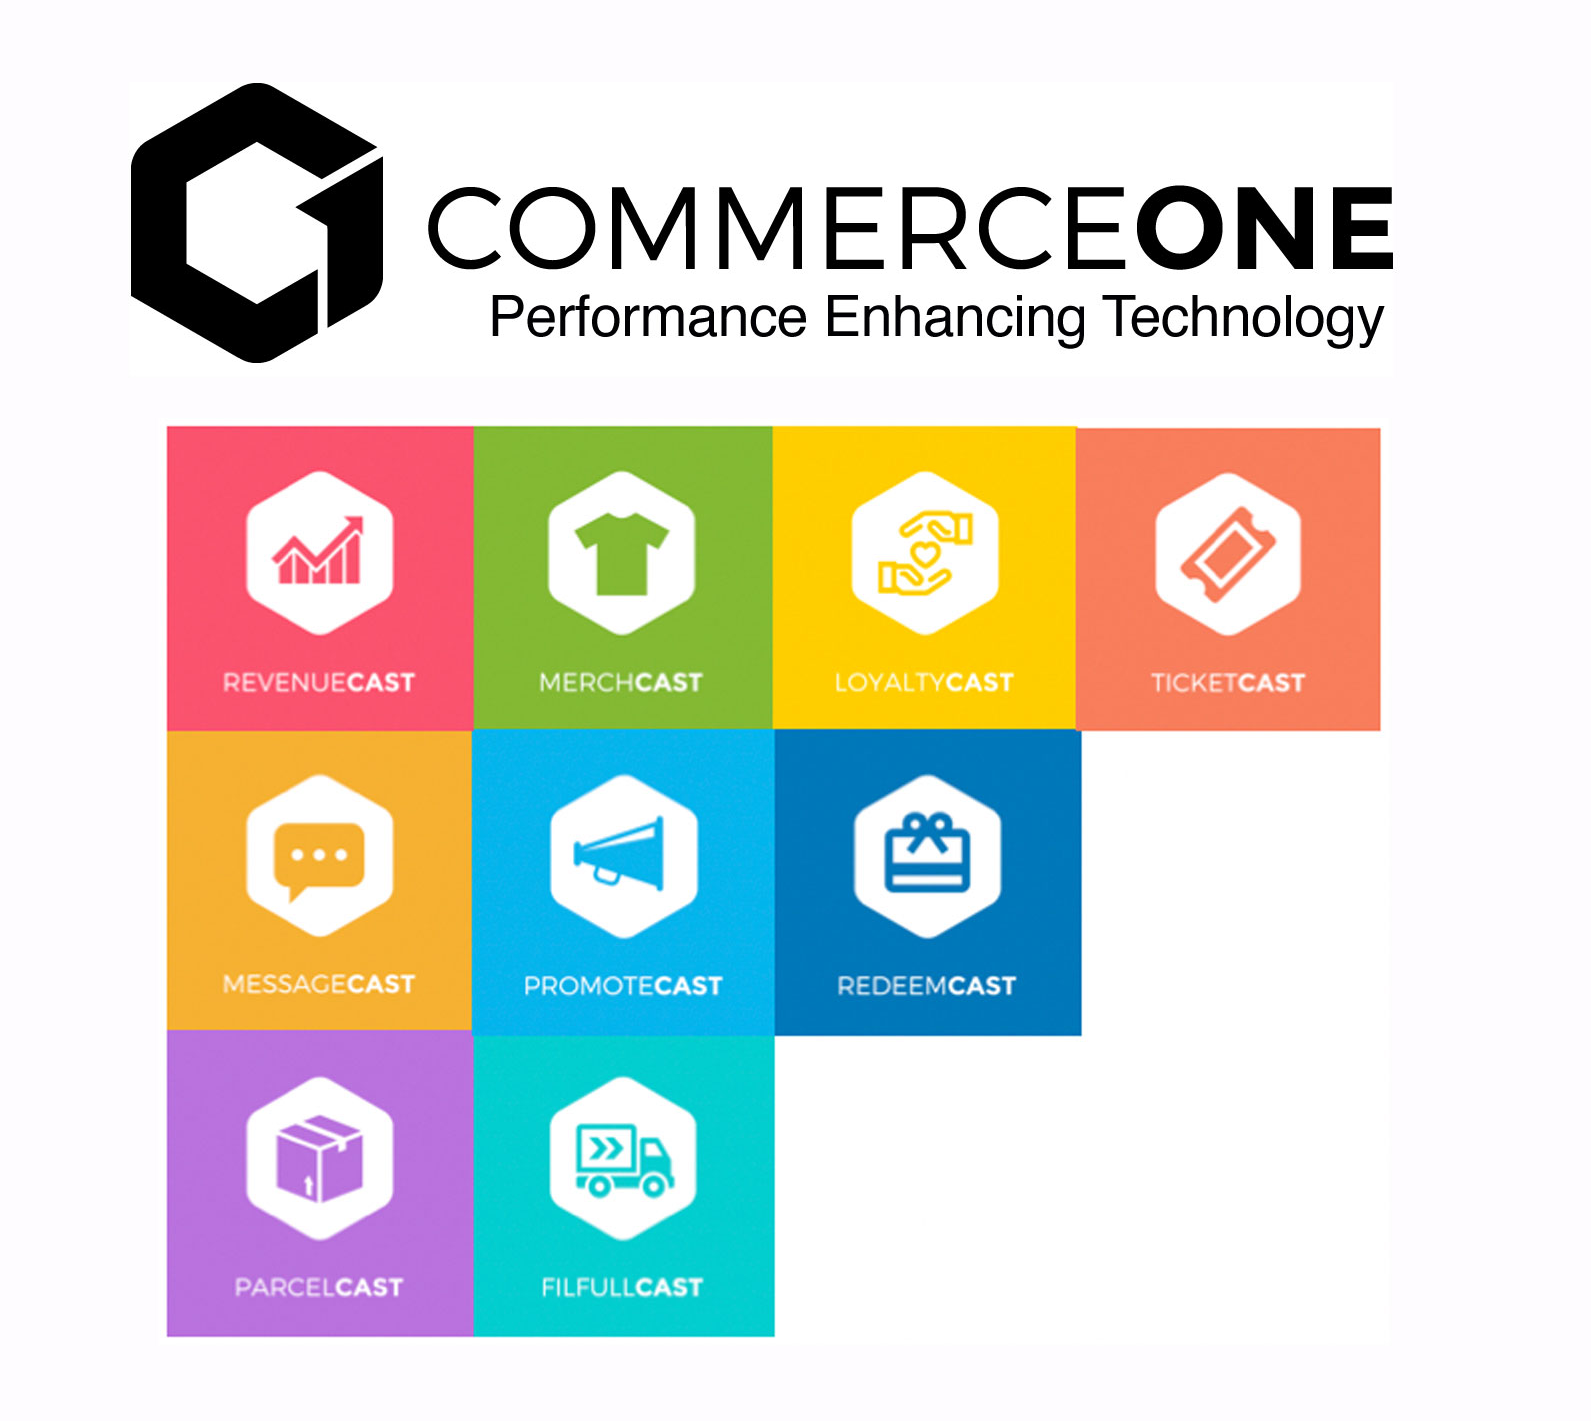 COMMERCEONE
Performance Enhancing Technology
REVENUECAST
MERCHCAST
LOYALTYCAST
TICKETCAST
MESSAGECAST
PROMOTECAST
REDEEMCAST
PARCELCAST
FILFULLCAST